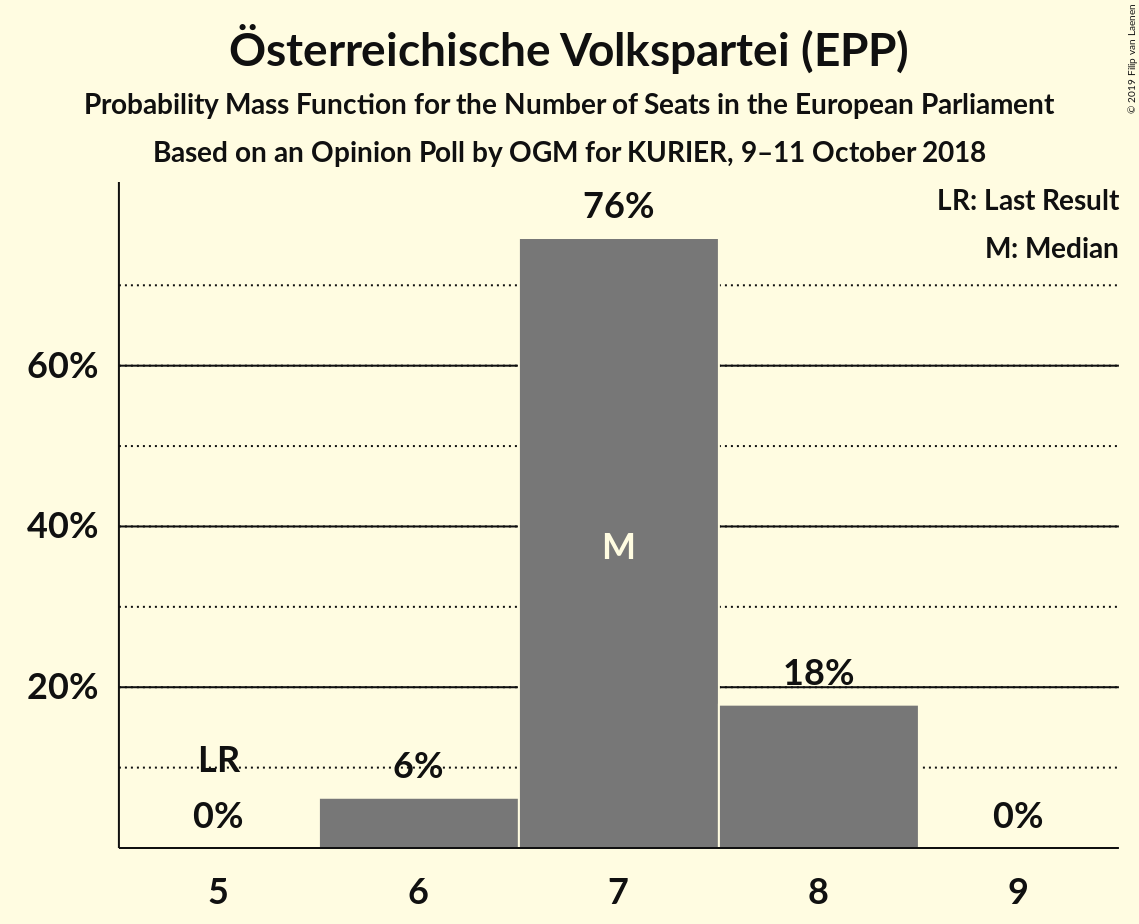 Österreichische Volkspartei (EPP)
Probability Mass Function for the Number of Seats in the European Parliament
Based on an Opinion Poll by OGM for KURIER, 9–11 October 2018
© 2019 Filip van Laenen
LR: Last Result
M: Median
76%
60%
40%
M
20%
18%
LR
6%
0%
0%
5
6
7
8
9